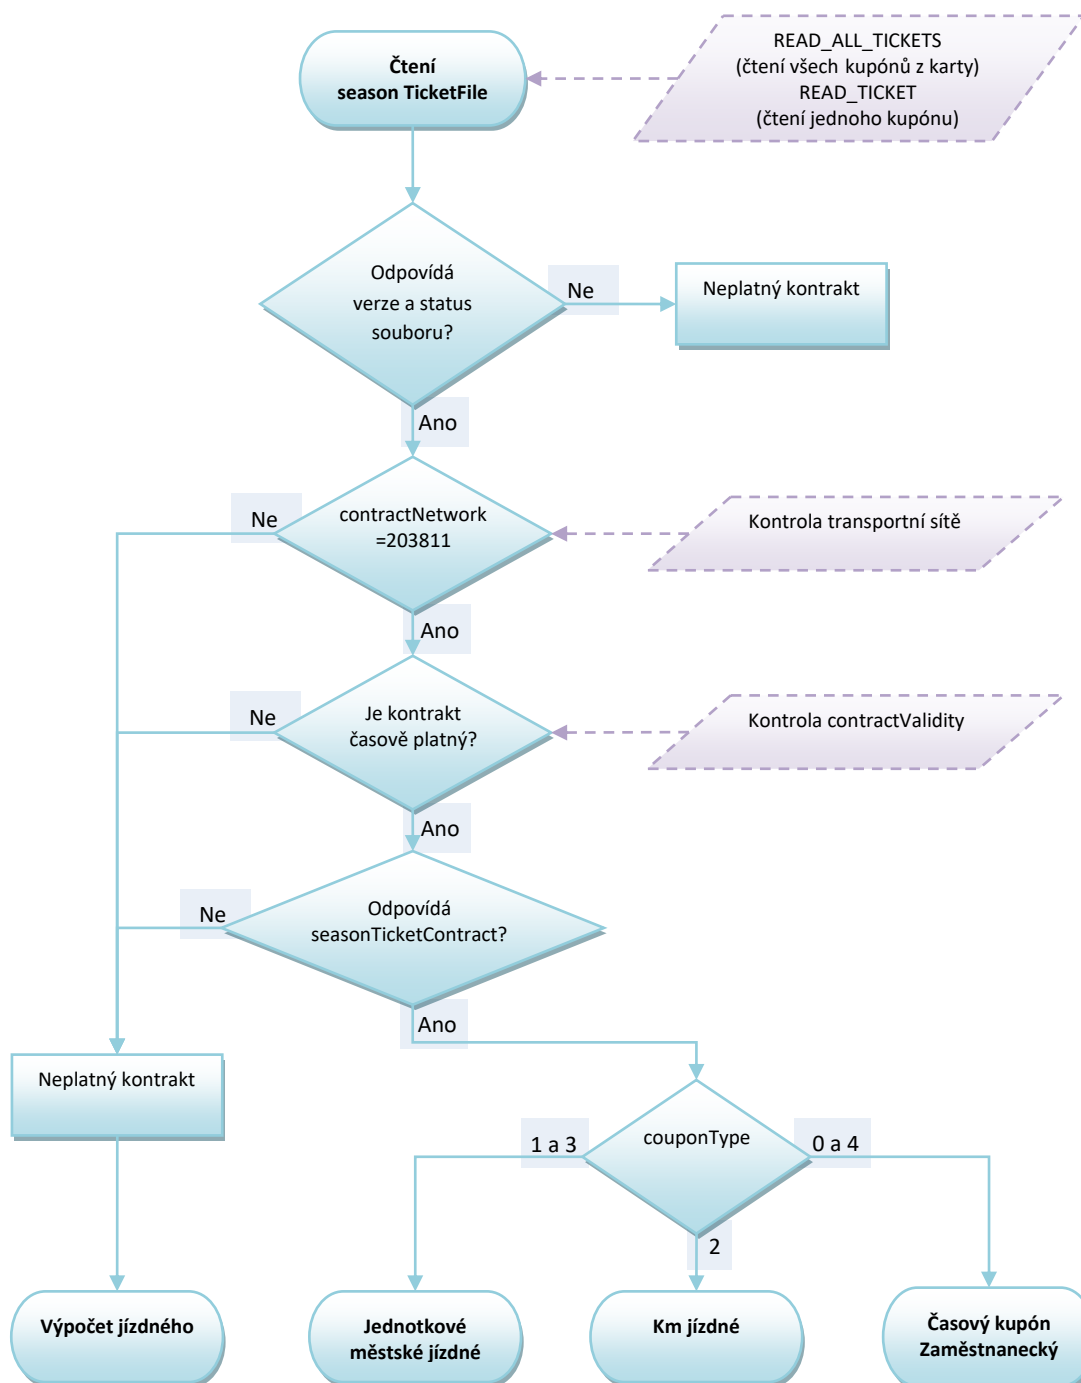 Čtení
season TicketFile
READ_ALL_TICKETS
(čtení všech kupónů z karty)
READ_TICKET
(čtení jednoho kupónu)
Odpovídá
verze a status
souboru?
Ne
Neplatný kontrakt
Ano
Ne
contractNetwork
=203811
Kontrola transportní sítě
Ano
Ne
Je kontrakt
časově platný?
Kontrola contractValidity
Ano
Ne
Odpovídá
seasonTicketContract?
Ano
Neplatný kontrakt
1 a 3
couponType
0 a 4
2
Výpočet jízdného
Jednotkové
městské jízdné
Km jízdné
Časový kupón
Zaměstnanecký